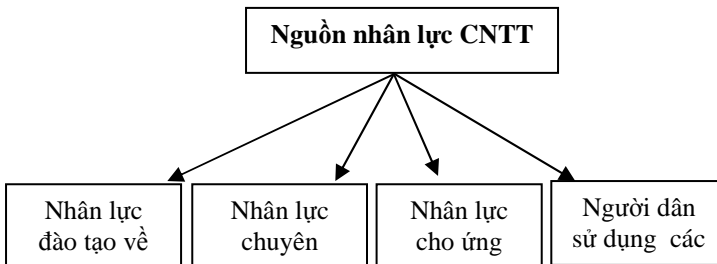 Nguồn nhân lực CNTT
Nhân lực
đào tạo về
Nhân lực
chuyên
Nhân lực
cho ứng
Người dân
sử dụng các